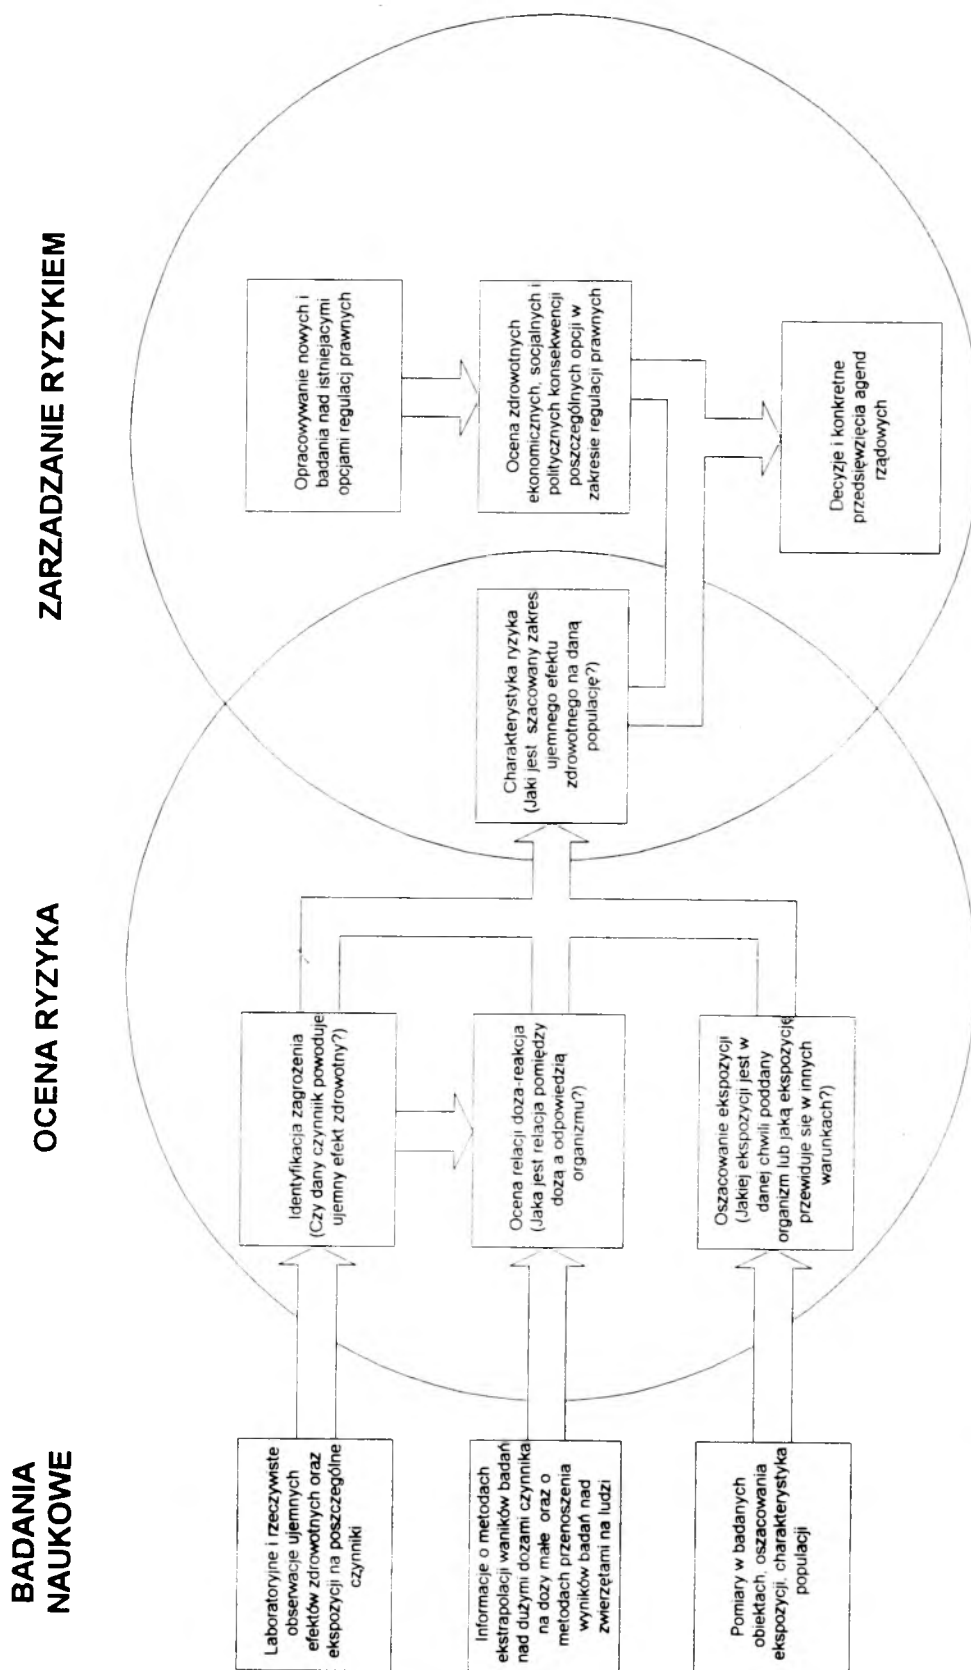 BADANIA
NAUKOWE
OCENA RYZYKA
ZARZADZANIE RYZYKIEM
Laboratoryjne i rzeczywiste
obserwacje ujemnych
efektów zdrowotnych oraz
ekspozycji na poszczególne
czynniki
Informacje o metodach
ekstrapolacji waników badań
nad dużymi dozami czynnika
na dozy małe oraz o
metodach przenoszenia
wyników badań nad
zwierzętami na ludzi
Pomiary w badanych
obiektach, oszacowania
ekspozycji, charakterystyka
populacji
Identyfikacja zagrożenia
(Czy dany czynnik powoduje
ujemny efekt zdrowotny?)
Ocena relacji doza-reakcja
(Jaka jest relacja pomiędzy
dozą a odpowiedzią
organizmu?)
Oszacowanie ekspozycji
(Jakiej ekspozycji jest w
danej chwili poddany
organizm lub jaką ekspozycję
przewiduje się w innych
warunkach?)
Charakterystyka ryzyka
(Jaki jest szacowany zakres
ujemnego efektu
zdrowotnego na daną
populację?)
Opracowywanie nowych i
badania nad istniejacymi
opcjami regulacj prawnych
Ocena zdrowotnych
ekonomicznych, socjalnych i
politycznych konsekwencji
poszczególnych opcji w
zakresie regulacji prawnych
Decyzje i konkretne
przedsięwzięcia agend
rządowych